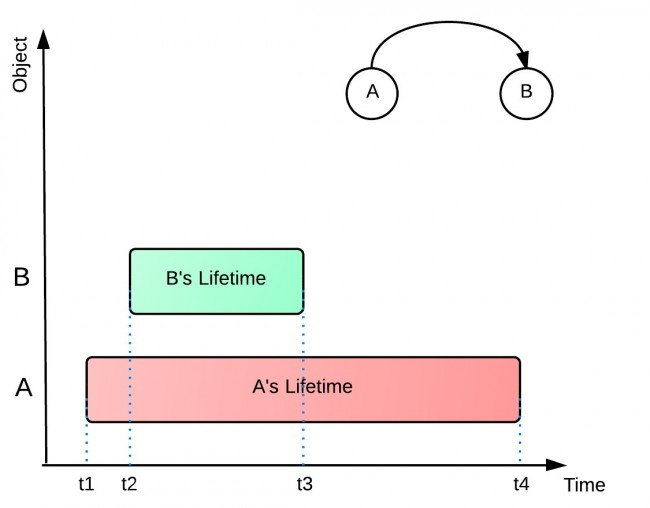 Object
A
B
B
B's Lifetime
A
A's Lifetime
t1
t2
t3
t4
Time